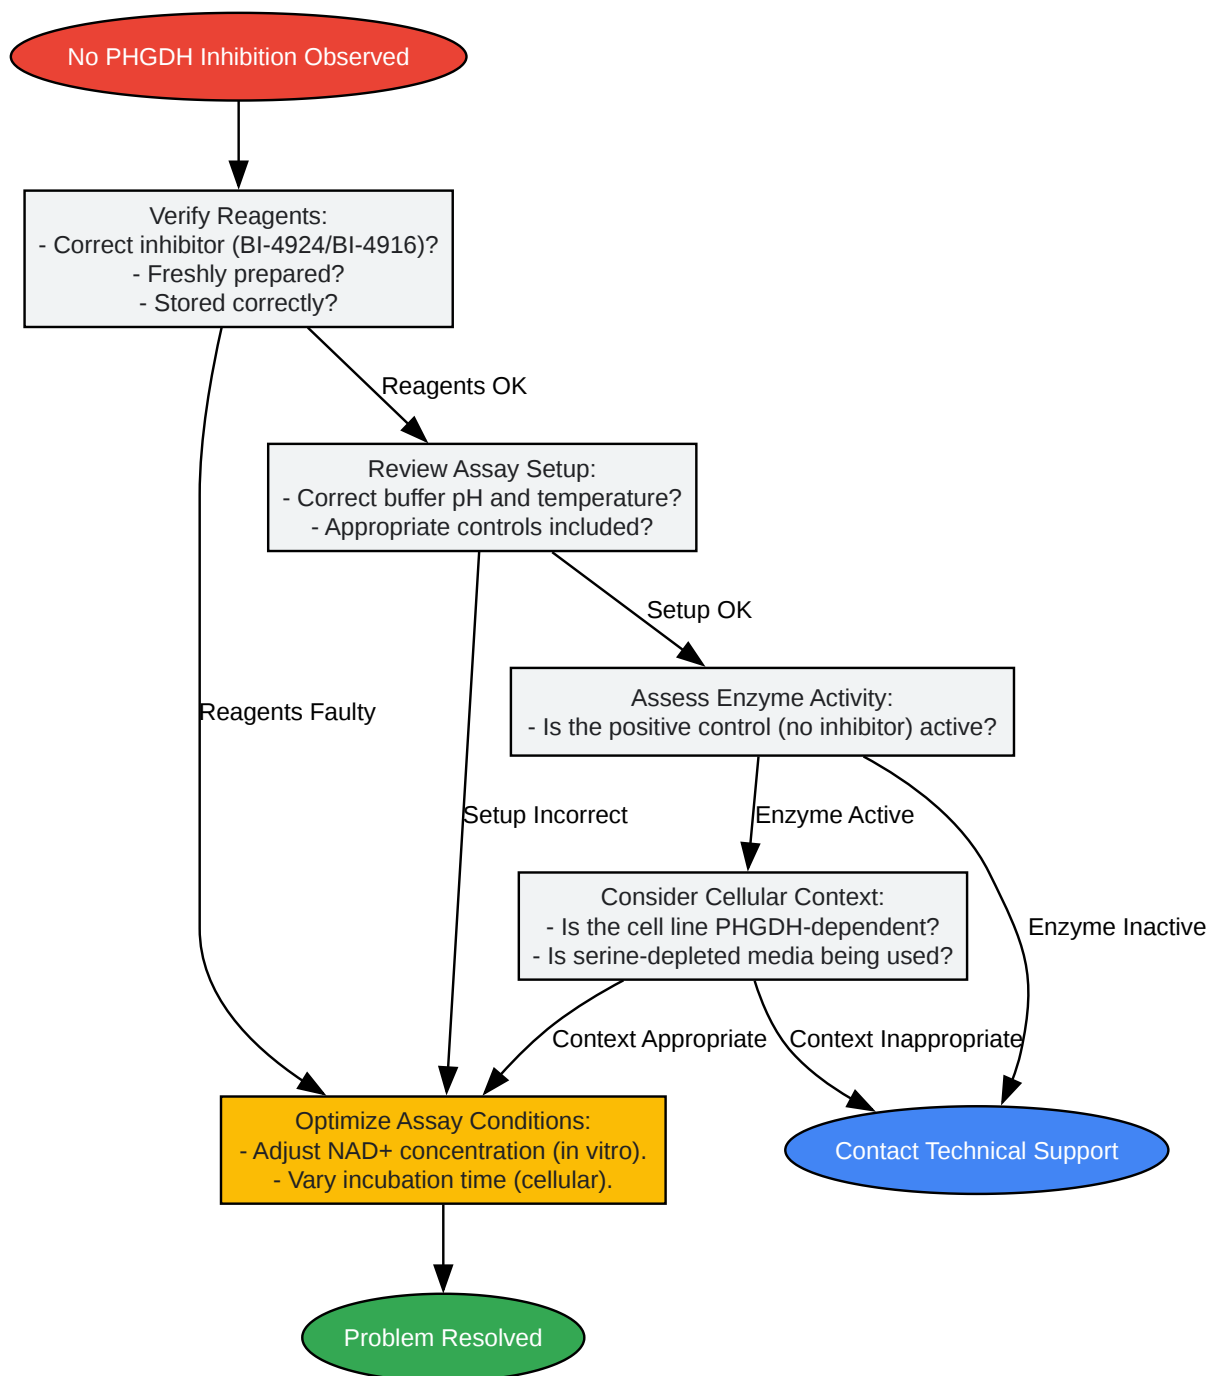 No PHGDH Inhibition Observed
Verify Reagents:
- Correct inhibitor (BI-4924/BI-4916)?
- Freshly prepared?
- Stored correctly?
Reagents OK
Review Assay Setup:
- Correct buffer pH and temperature?
- Appropriate controls included?
Setup OK
Assess Enzyme Activity:
- Is the positive control (no inhibitor) active?
Reagents Faulty
Setup Incorrect
Enzyme Active
Consider Cellular Context:
- Is the cell line PHGDH-dependent?
- Is serine-depleted media being used?
Enzyme Inactive
Context Appropriate
Context Inappropriate
Optimize Assay Conditions:
- Adjust NAD+ concentration (in vitro).
- Vary incubation time (cellular).
Contact Technical Support
Problem Resolved